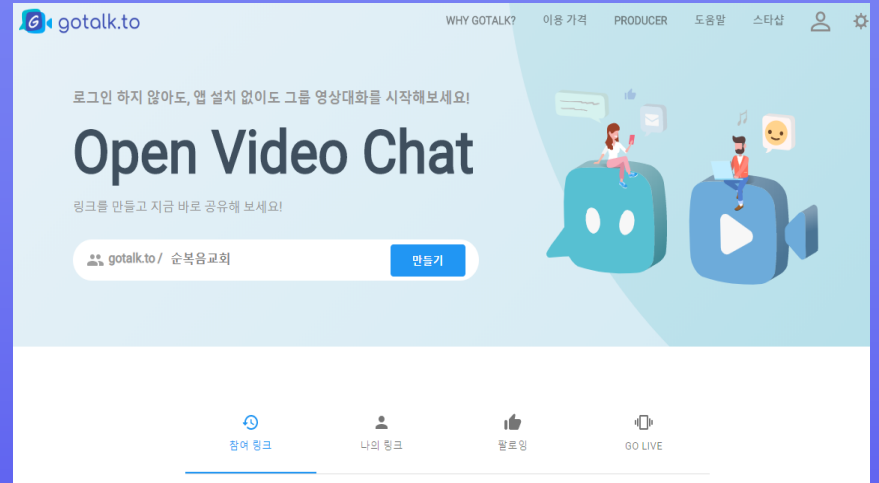 gotalk.to
WHY GOTALK? 이용 가격 PRODUCER 도움말 스타샵
로그인 하지 않아도, 앱 설치 없이도 그룹 영상대화를 시작해보세요!
Open Video Chat
링크를 만들고 지금 바로 공유해 보세요!
gotalk.to / 순복음교회 만들기
참여 링크 나의 링크 팔로잉 GO LIVE